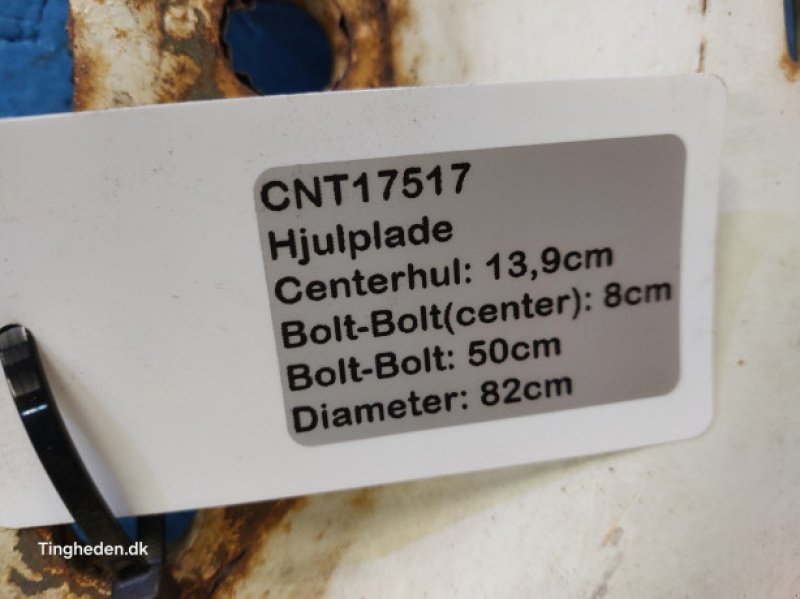 CNT17517
Hjulplade
Centerhul: 13,9cm
Bolt-Bolt(center): 8cm
Bolt-Bolt: 50cm
Diameter: 82cm
Tingheden.dk